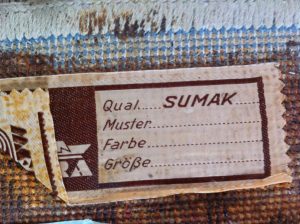 Qual......SUMAK....
Muster................
Farbe.................
Größe.................